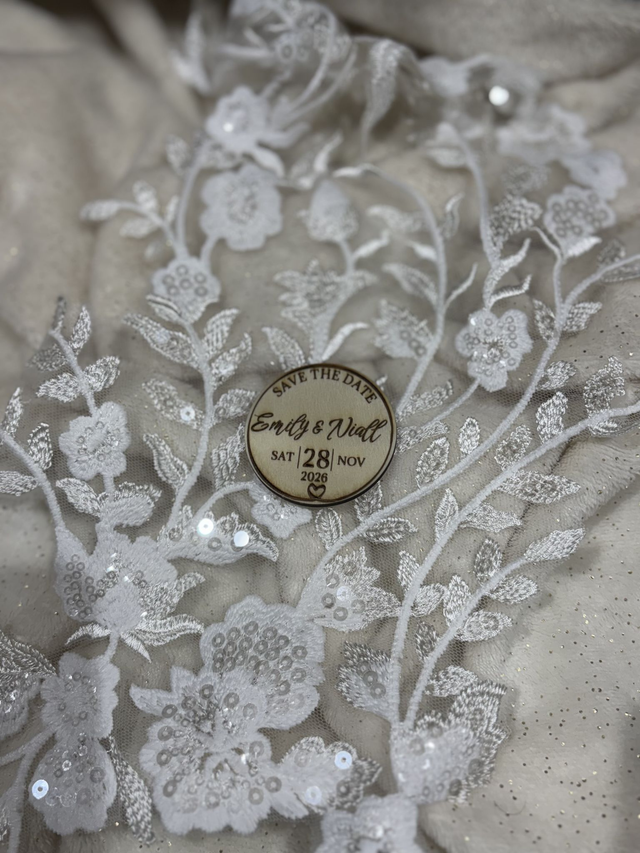 SAVE THE DATE
Emily & Niall
SAT | 28 | NOV
2026